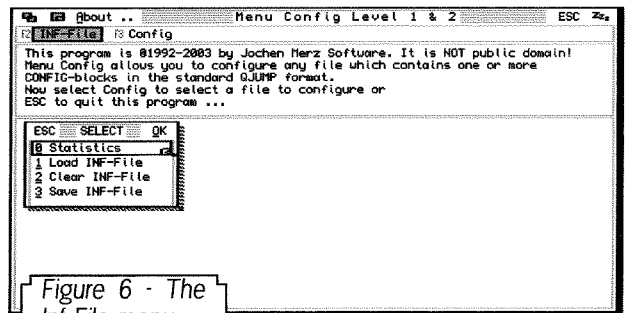 About .. Menu Config Level 1 & 2 ESC Zzz
F2 INF-File F3 Config
This program is ©1992-2003 by Jochen Merz Software. It is NOT public domain!
Menu Config allows you to configure any file which contains one or more
CONFIG-blocks in the standard QJUMP format.
Now select Config to select a file to configure or
ESC to quit this program ...
ESC SELECT OK
0 Statistics
1 Load INF-File
2 Clear INF-File
3 Save INF-File
Figure 6 - The
Inf File menu